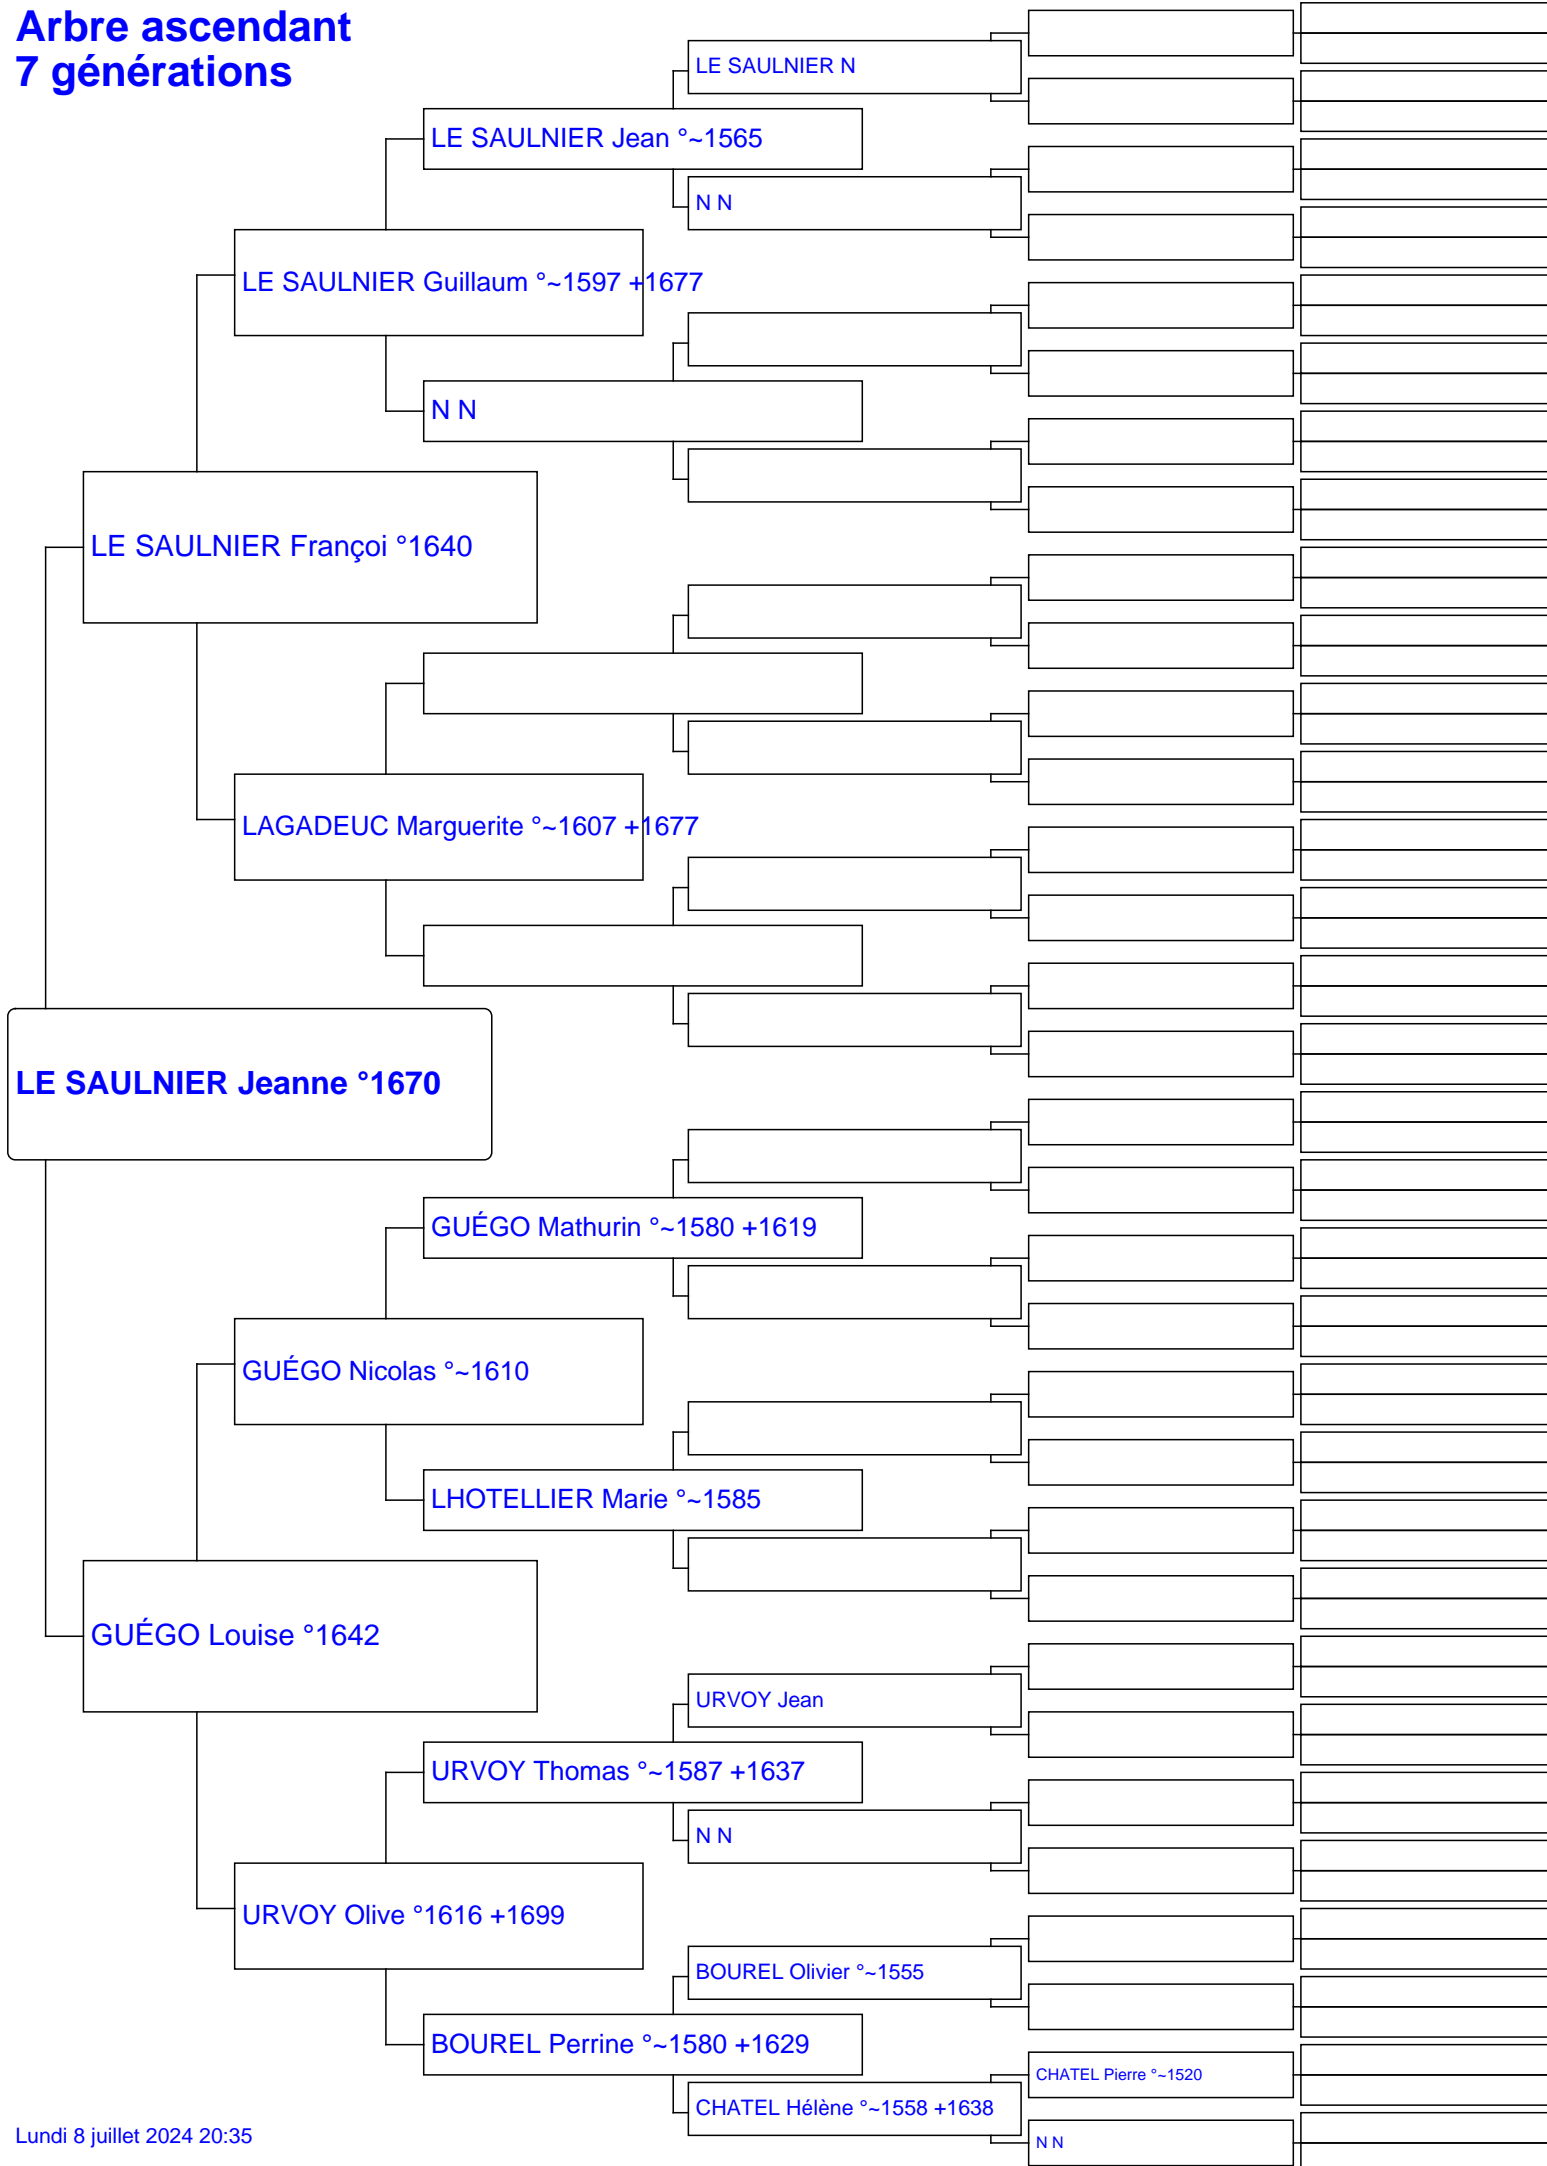 Arbre ascendant
7 générations
LE SAULNIER N
LE SAULNIER Jean °~1565
N N
LE SAULNIER Guillaum °~1597 +1677
N N
LE SAULNIER Françoi °1640
LAGADEUC Marguerite °~1607 +1677
LE SAULNIER Jeanne °1670
GUÉGO Mathurin °~1580 +1619
GUÉGO Nicolas °~1610
LHOTELLIER Marie °~1585
GUÉGO Louise °1642
URVOY Jean
URVOY Thomas °~1587 +1637
N N
URVOY Olive °1616 +1699
BOUREL Olivier °~1555
BOUREL Perrine °~1580 +1629
CHATEL Pierre °~1520
CHATEL Hélène °~1558 +1638
N N
Lundi 8 juillet 2024 20:35